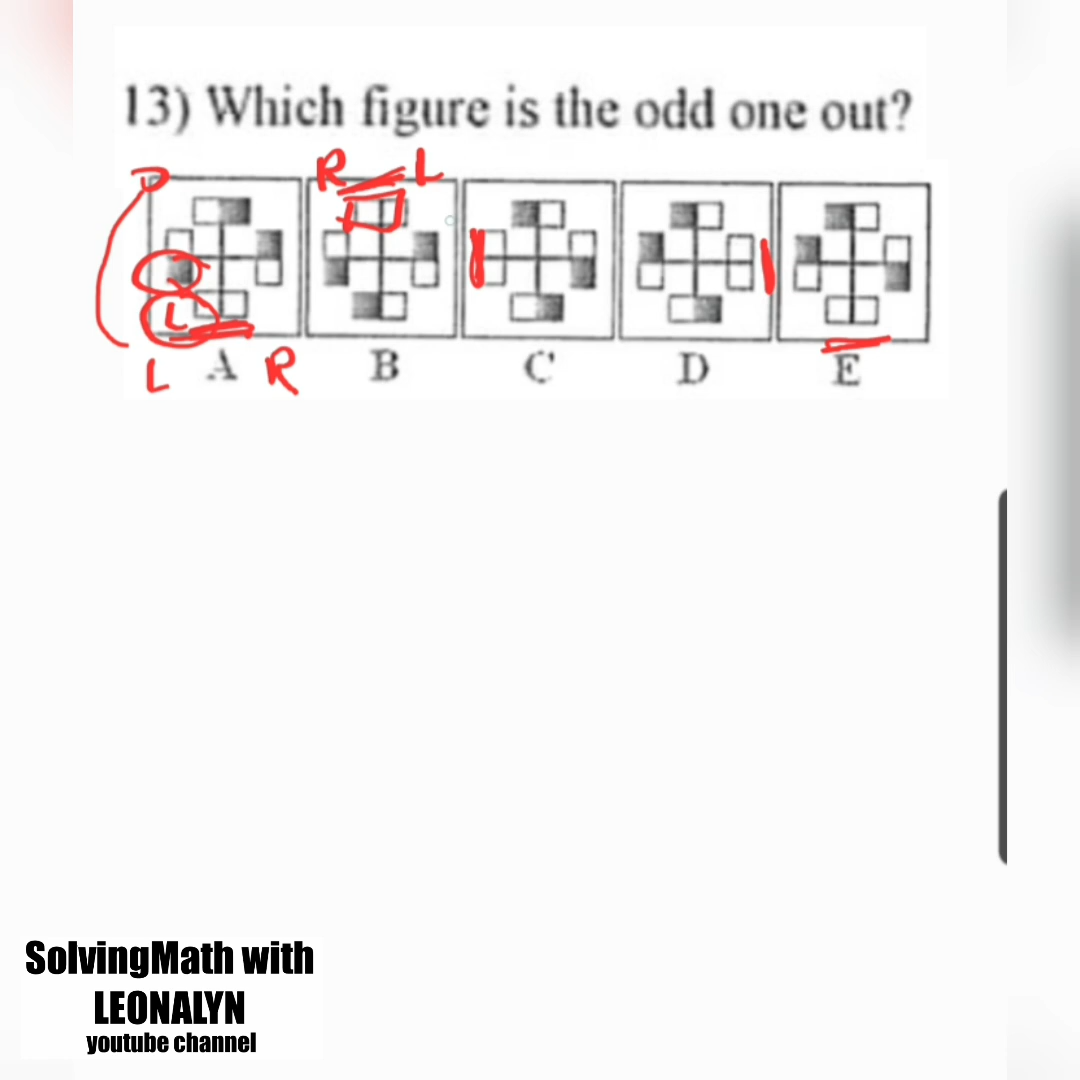 13) Which figure is the odd one out?
R L
L
A B C D E
L R
SolvingMath with
LEONALYN
youtube channel